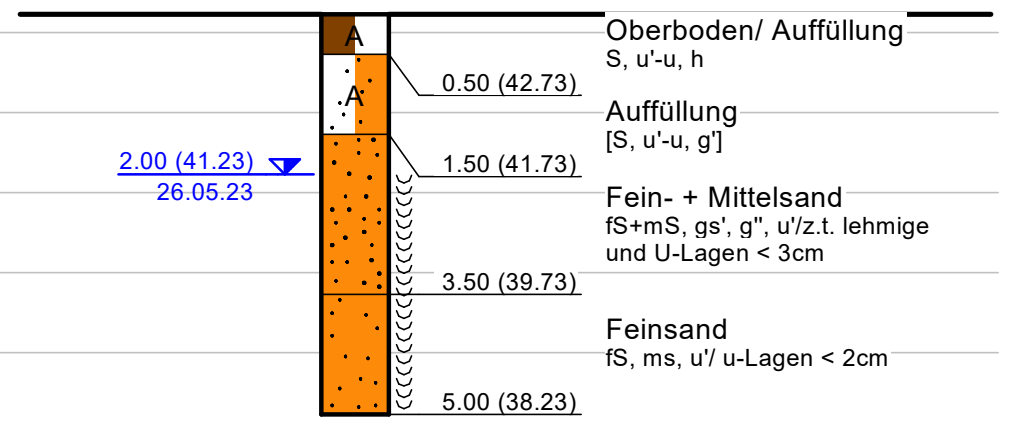 A
Oberboden/ Auffüllung
S, u'-u, h
0.50 (42.73)
A
Auffüllung
[S, u'-u, g']
1.50 (41.73)
2.00 (41.23)
26.05.23
Fein- + Mittelsand
fS+mS, gs', g'', u'/z.t. lehmige
und U-Lagen < 3cm
3.50 (39.73)
Feinsand
fS, ms, u'/ u-Lagen < 2cm
5.00 (38.23)